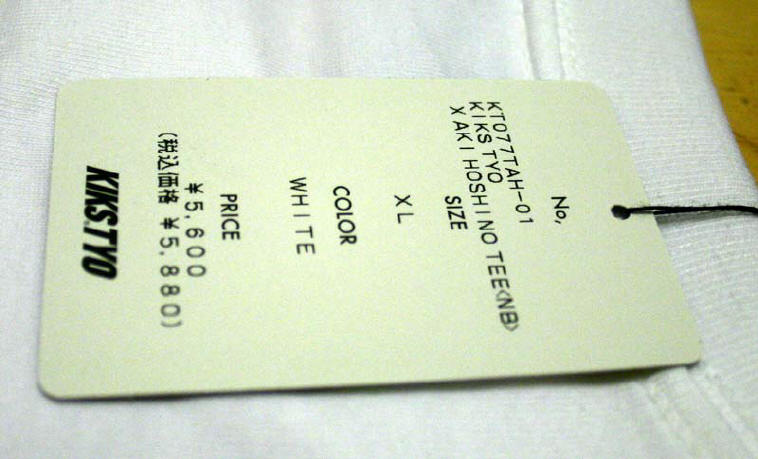 No,
KT077TAH-01
KIKS TYO
X AKI HOSHINO TEE<NB>
SIZE
XL
COLOR
WHITE
PRICE
¥5,600
(税込価格 ¥5,880)
KIKS TYO